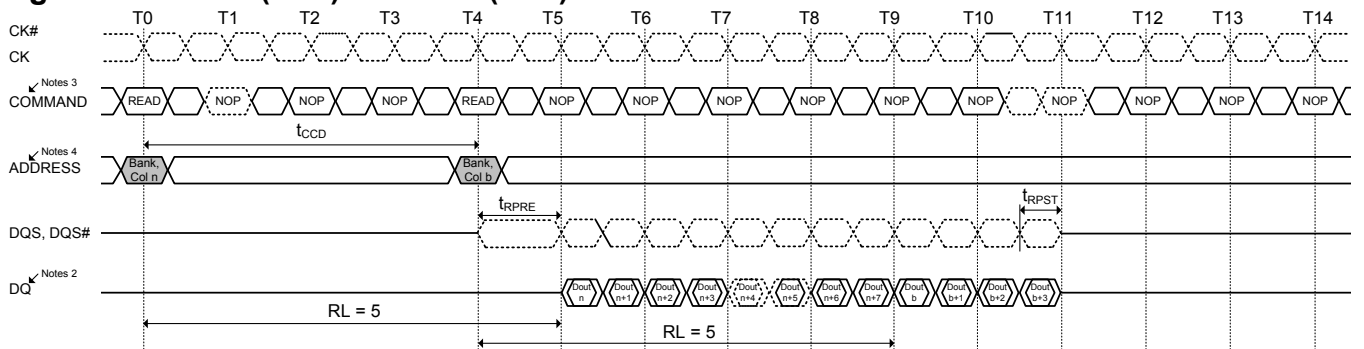 T0 T1 T2 T3 T4 T5 T6 T7 T8 T9 T10 T11 T12 T13 T14
CK#
CK
Notes 3
COMMAND READ NOP NOP NOP READ NOP NOP NOP NOP NOP NOP NOP NOP NOP NOP
tCCD
Notes 4
ADDRESS Bank, Col n Bank, Col b
tRPRE tRPST
DQS, DQS#
Notes 2
DQ Dout n Dout n+1 Dout n+2 Dout n+3 Dout n+4 Dout n+5 Dout n+6 Dout n+7 Dout b Dout b+1 Dout b+2 Dout b+3
RL = 5
RL = 5